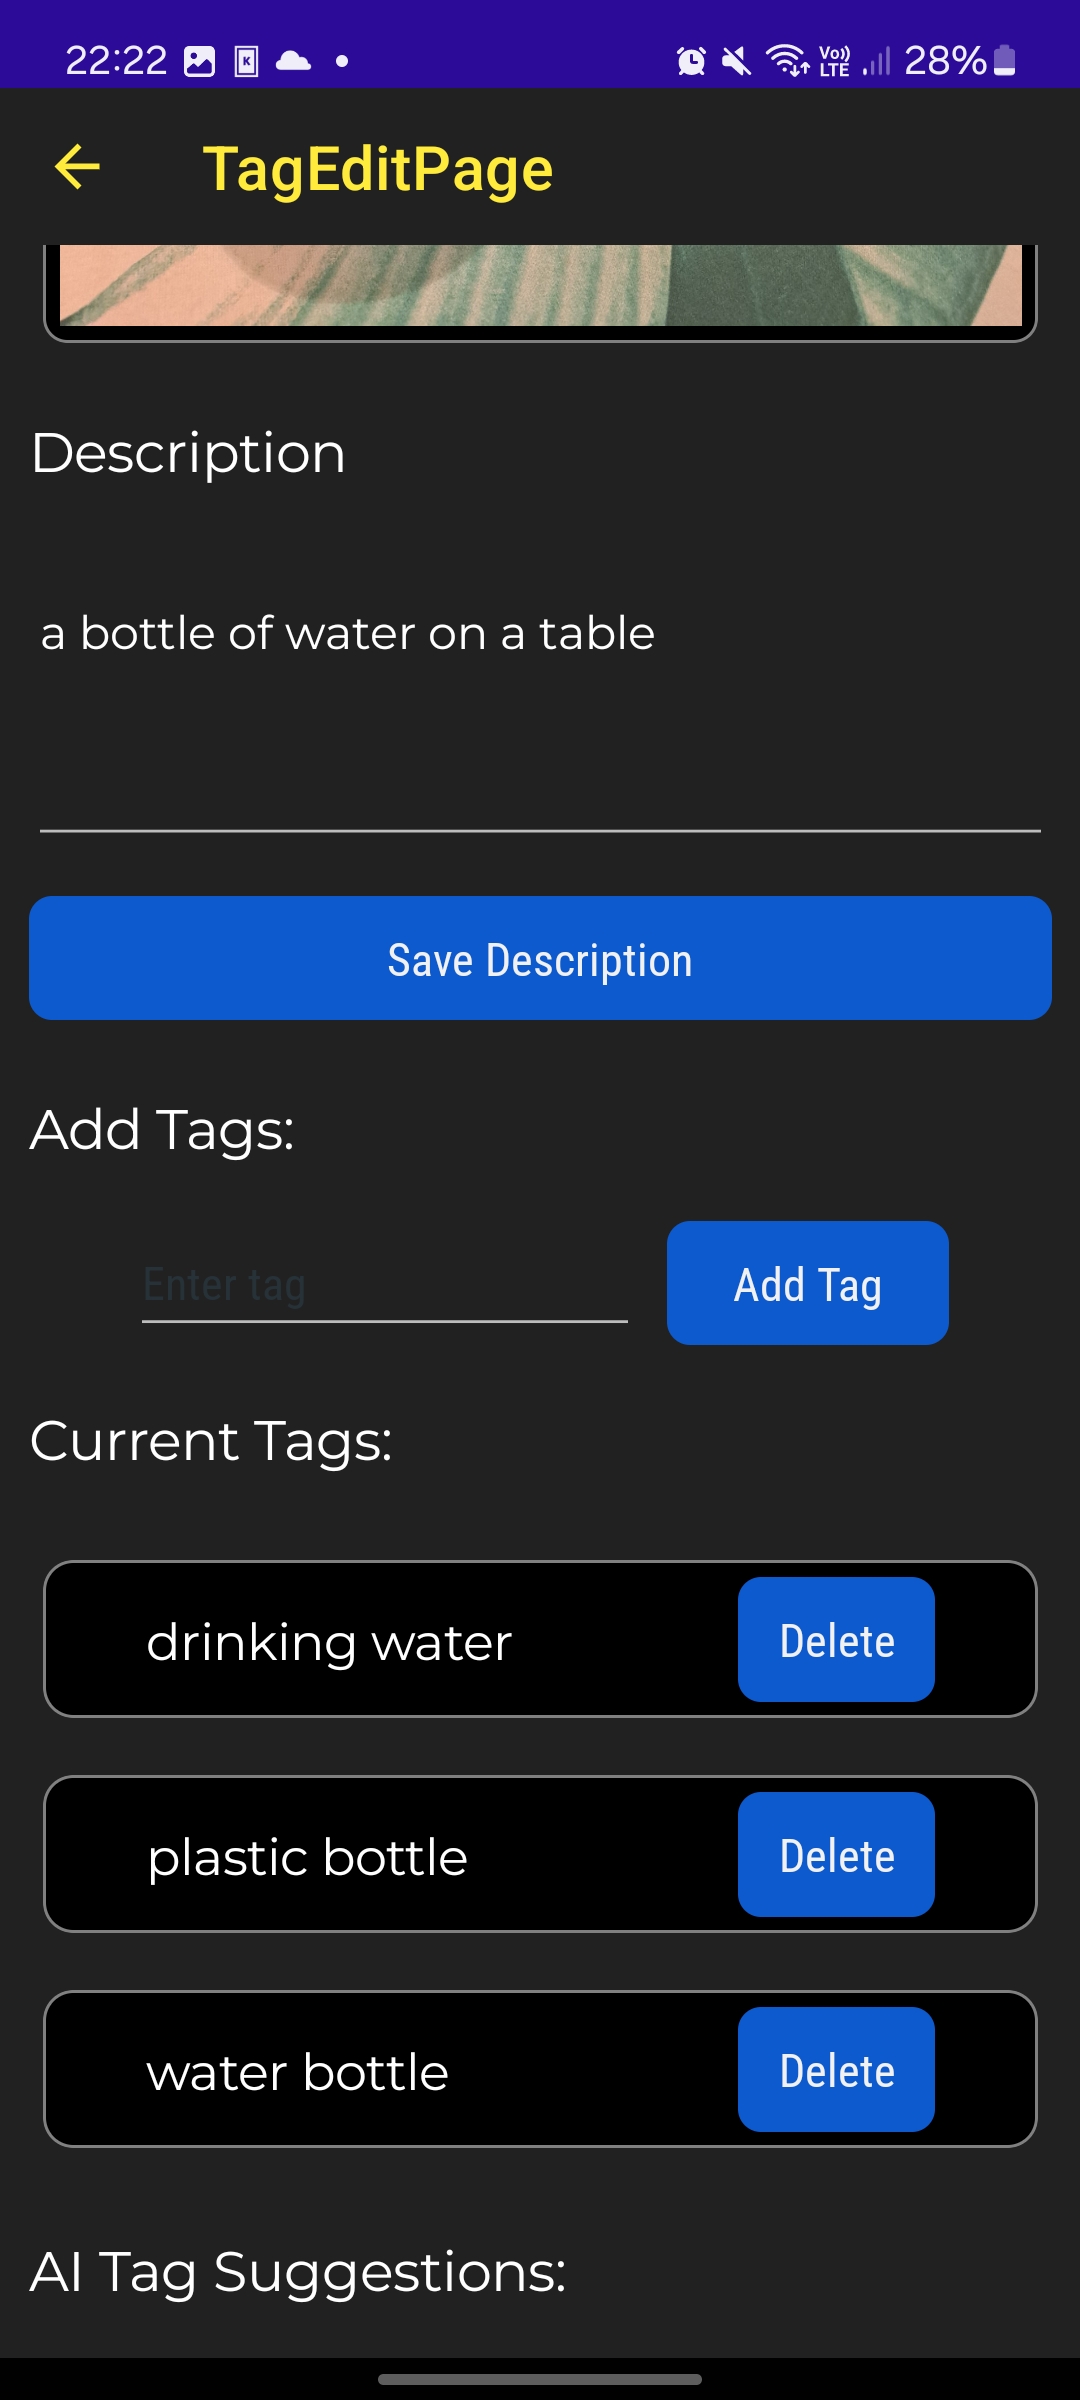 22:22 K Vo)) LTE 28%
TagEditPage
Description
a bottle of water on a table
Save Description
Add Tags:
Enter tag Add Tag
Current Tags:
drinking water Delete
plastic bottle Delete
water bottle Delete
AI Tag Suggestions: